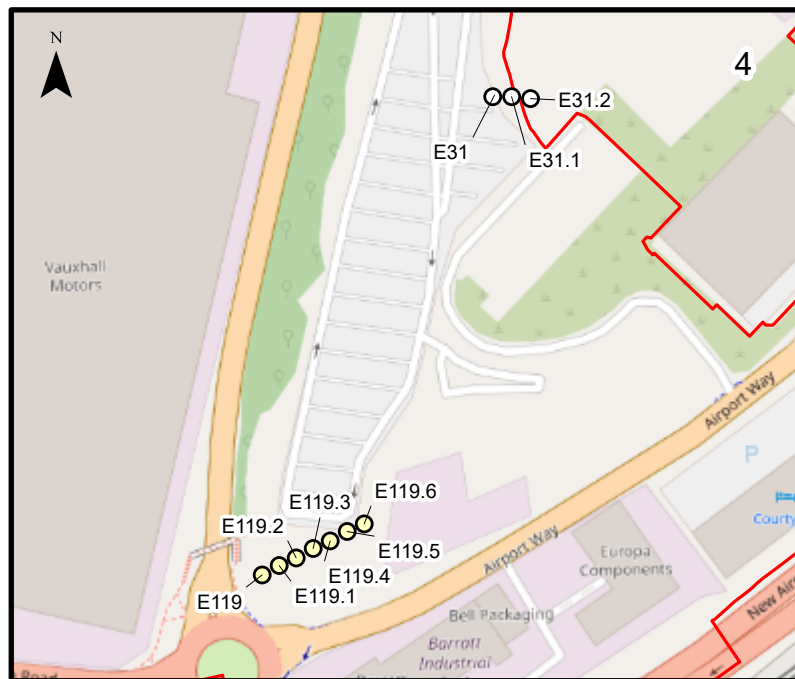 N
4
E31.2
E31
E31.1
Vauxhall
Motors
Airport Way
P
County
E119.3
E119.6
E119.2
E119.5
E119.4
E119.1
E119
Airport Way
Europa
Components
New Air
Bell Packaging
Barratt
Industrial
Road